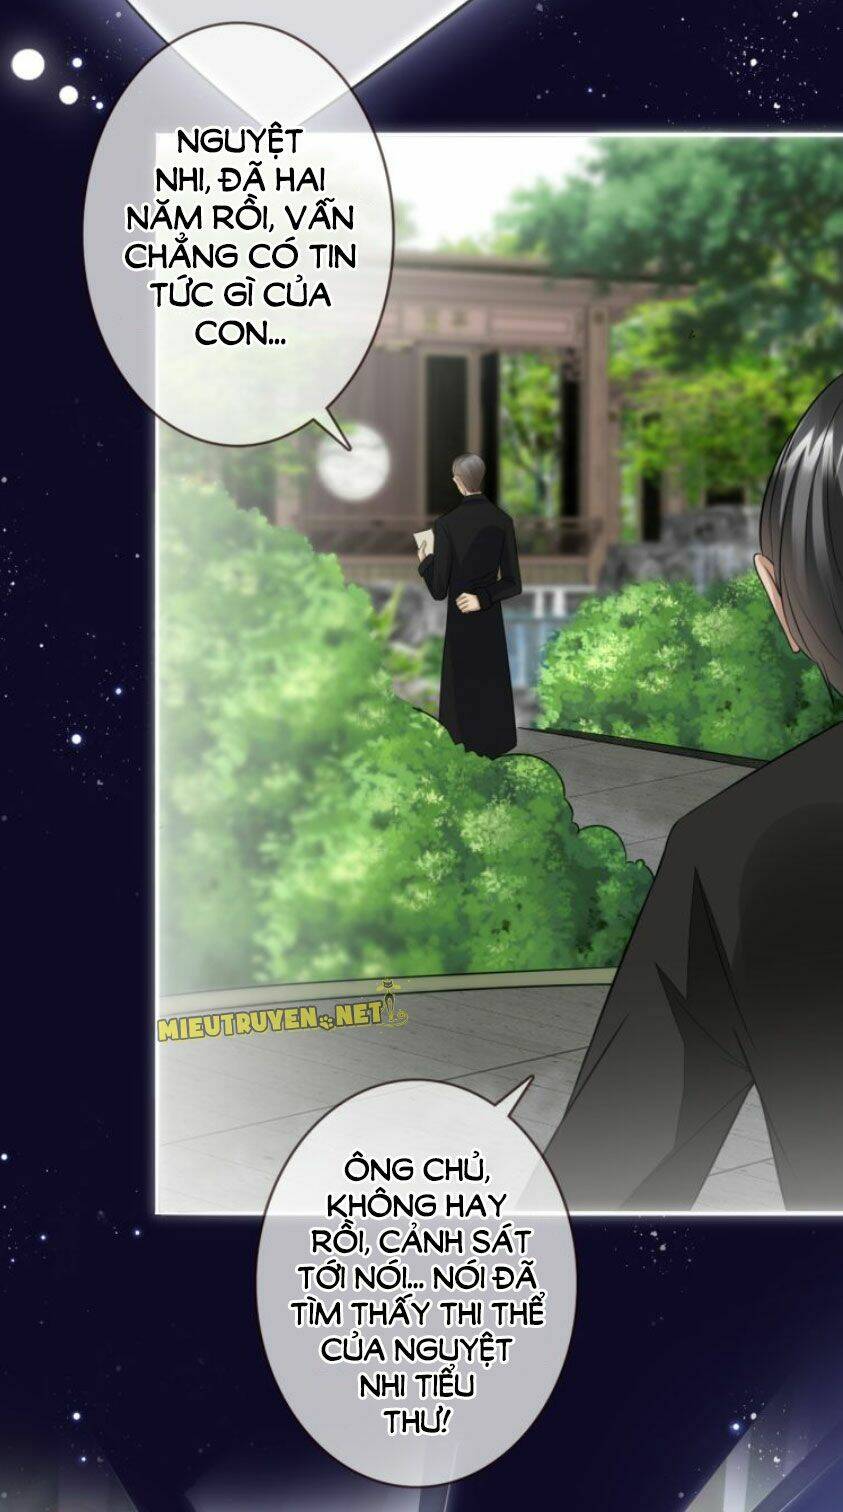 NGUYỆT
NHI, ĐÃ HAI
NĂM RỒI, VẪN
CHẲNG CÓ TIN
TỨC GÌ CỦA
CON...
MIEUTRUYEN.NET
ÔNG CHỦ,
KHÔNG HAY
RỒI, CẢNH SÁT
TỚI NÓI... NÓI ĐÃ
TÌM THẤY THI THỂ
CỦA NGUYỆT
NHI TIỂU
THƯ!